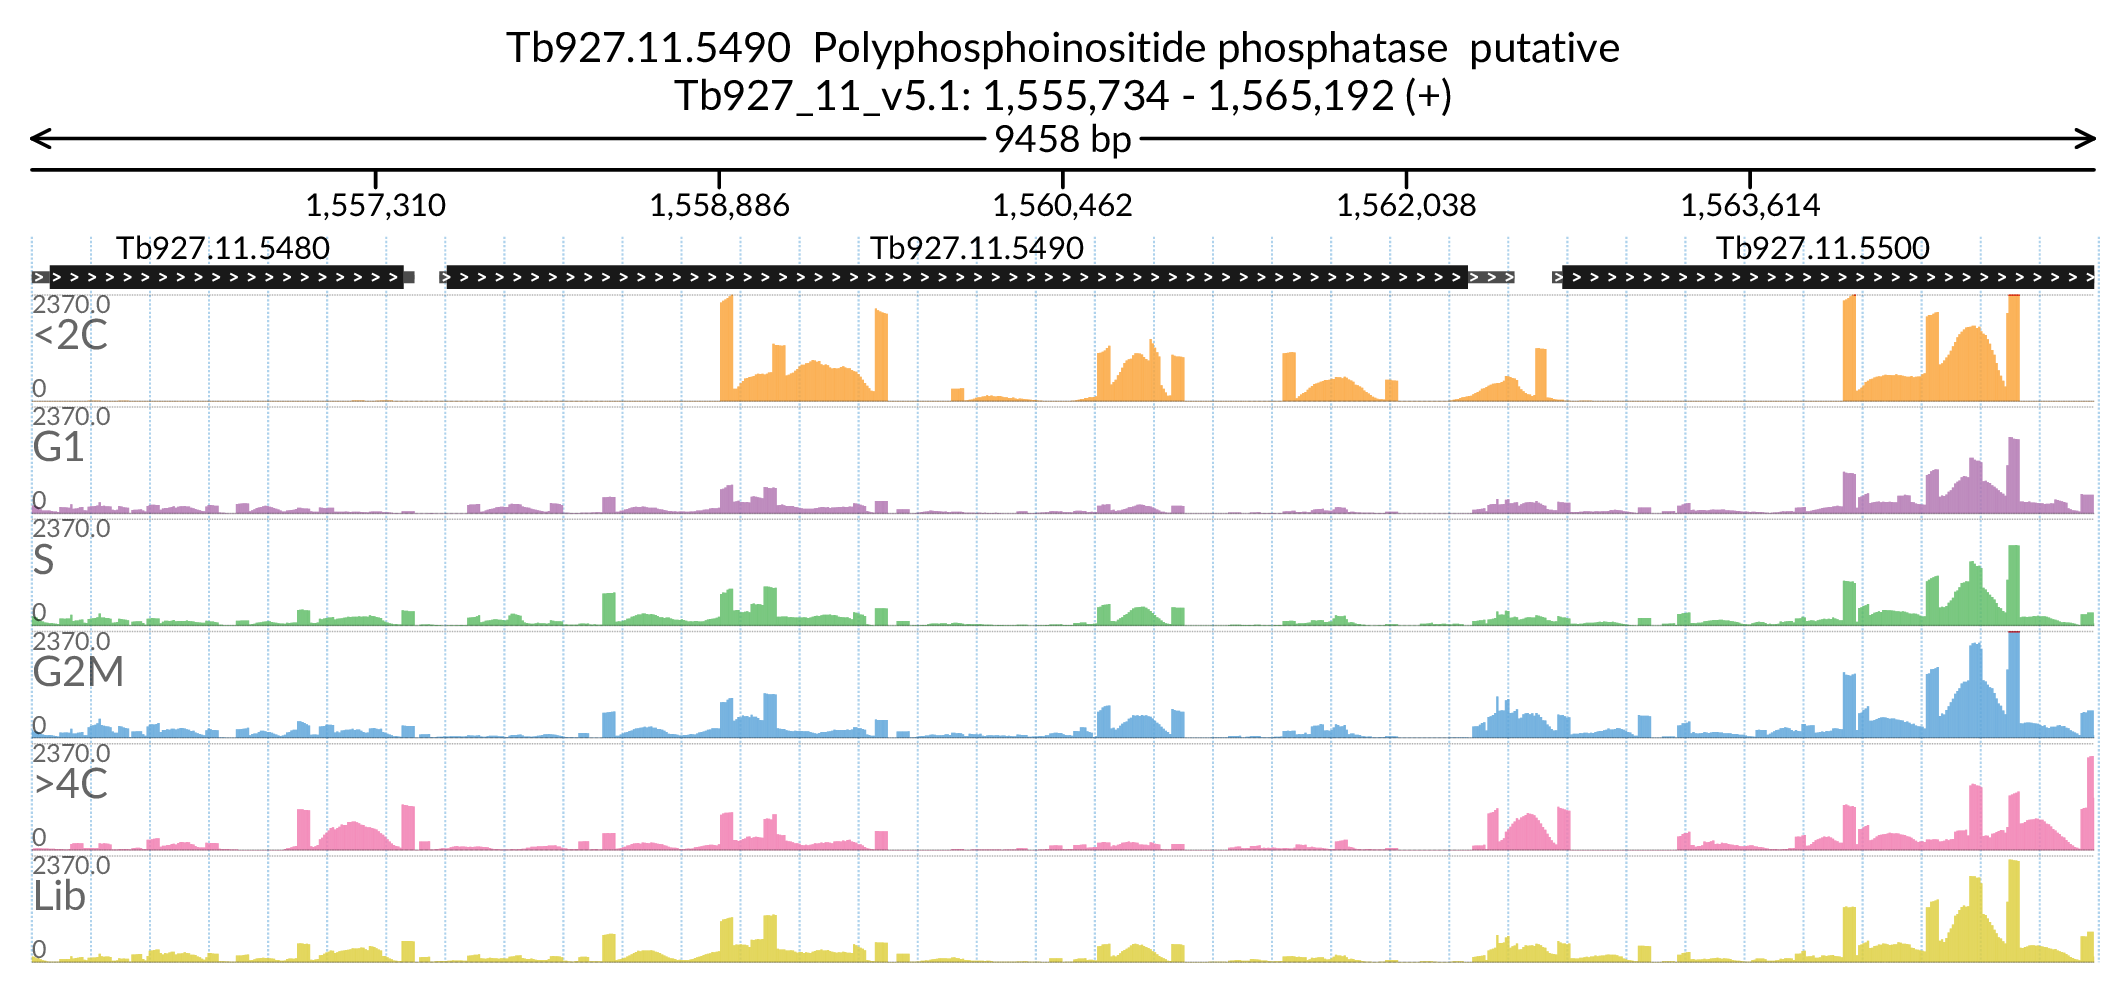 Tb927.11.5490  Polyphosphoinositide phosphatase  putative
Tb927_11_v5.1: 1,555,734 - 1,565,192 (+)
9458 bp
1,557,310 1,558,886 1,560,462 1,562,038 1,563,614
Tb927.11.5480 Tb927.11.5490 Tb927.11.5500
2370.0
<2C
0
2370.0
G1
0
2370.0
S
0
2370.0
G2M
0
2370.0
>4C
0
2370.0
Lib
0